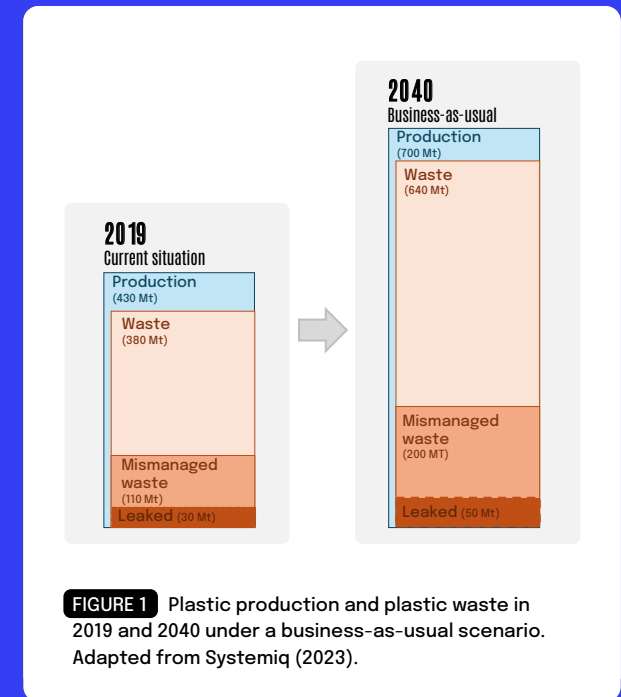 2019
Current situation
Production
(430 Mt)
Waste
(380 Mt)
Mismanaged
waste
(110 Mt)
Leaked (30 Mt)
2040
Business-as-usual
Production
(700 Mt)
Waste
(640 Mt)
Mismanaged
waste
(200 MT)
Leaked (50 Mt)
FIGURE 1 Plastic production and plastic waste in
2019 and 2040 under a business-as-usual scenario.
Adapted from Systemiq (2023).